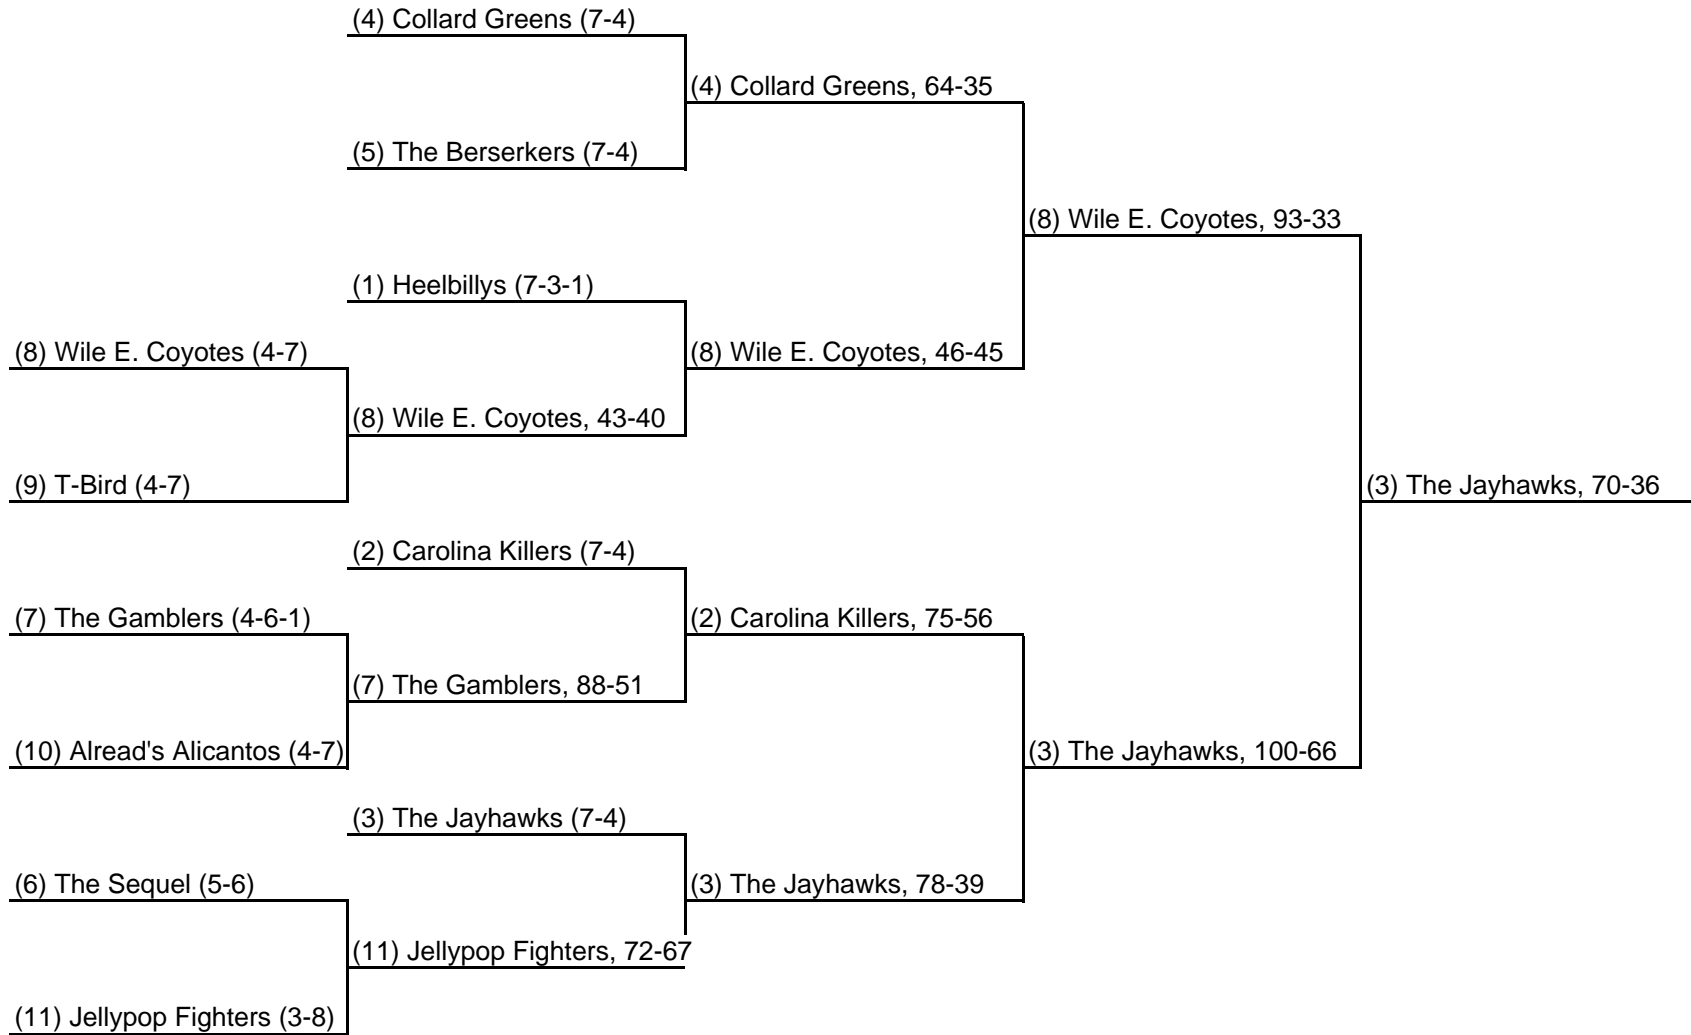 (4) Collard Greens (7-4)
(4) Collard Greens, 64-35
(5) The Berserkers (7-4)
(8) Wile E. Coyotes, 93-33
(1) Heelbillys (7-3-1)
(8) Wile E. Coyotes (4-7)
(8) Wile E. Coyotes, 46-45
(8) Wile E. Coyotes, 43-40
(9) T-Bird (4-7)
(3) The Jayhawks, 70-36
(2) Carolina Killers (7-4)
(7) The Gamblers (4-6-1)
(2) Carolina Killers, 75-56
(7) The Gamblers, 88-51
(10) Alread's Alicantos (4-7)
(3) The Jayhawks, 100-66
(3) The Jayhawks (7-4)
(6) The Sequel (5-6)
(3) The Jayhawks, 78-39
(11) Jellypop Fighters, 72-67
(11) Jellypop Fighters (3-8)